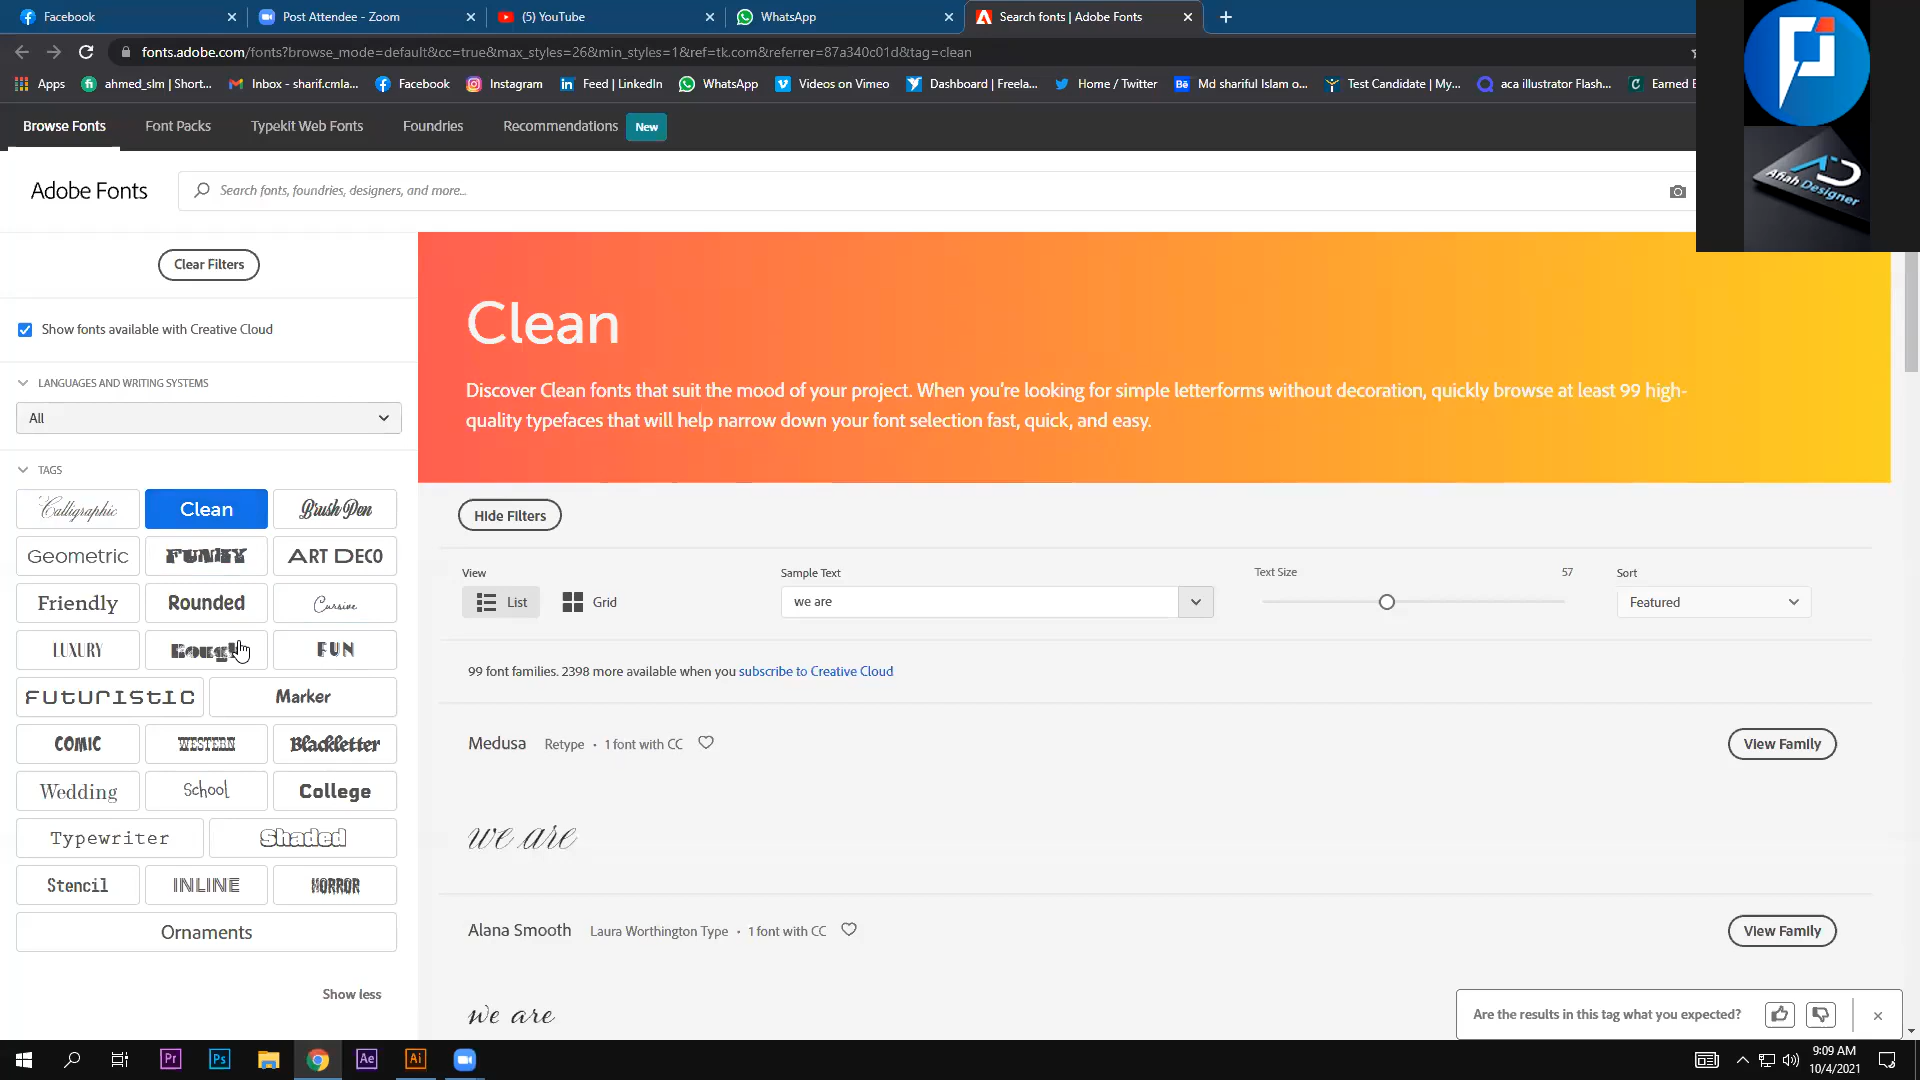 Facebook
Post Attendee - Zoom
(5) YouTube
WhatsApp
Search fonts | Adobe Fonts
fonts.adobe.com/fonts?browse_mode=default&cc=true&max_styles=26&min_styles=1&ref=tk.com&referrer=87a340c01d&tag=clean
Apps
ahmed_slm | Short...
Inbox - sharif.cmla...
Facebook
Instagram
Feed | LinkedIn
WhatsApp
Videos on Vimeo
Dashboard | Freela...
Home / Twitter
Md shariful Islam o...
Test Candidate | My...
aca illustrator Flash...
Earned
Browse Fonts
Font Packs
Typekit Web Fonts
Foundries
Recommendations
New
Afiah Designer
Adobe Fonts
Search fonts, foundries, designers, and more...
Clear Filters
Show fonts available with Creative Cloud
LANGUAGES AND WRITING SYSTEMS
All
TAGS
Calligraphic
Clean
Brush Pen
Geometric
FUNKY
ART DECO
Friendly
Rounded
Cursive
LUXURY
Rough
FUN
FUTURISTIC
Marker
COMIC
WESTERN
Blackletter
Wedding
School
College
Typewriter
Shaded
Stencil
INLINE
HORROR
Ornaments
Show less
Clean
Discover Clean fonts that suit the mood of your project. When you're looking for simple letterforms without decoration, quickly browse at least 99 high-
quality typefaces that will help narrow down your font selection fast, quick, and easy.
Hide Filters
View
List
Grid
Sample Text
we are
Text Size
57
Sort
Featured
99 font families. 2398 more available when you subscribe to Creative Cloud
Medusa
Retype • 1 font with CC
View Family
we are
Alana Smooth
Laura Worthington Type • 1 font with CC
View Family
we are
Are the results in this tag what you expected?
Pr
Ps
Ae
Ai
9:09 AM
10/4/2021